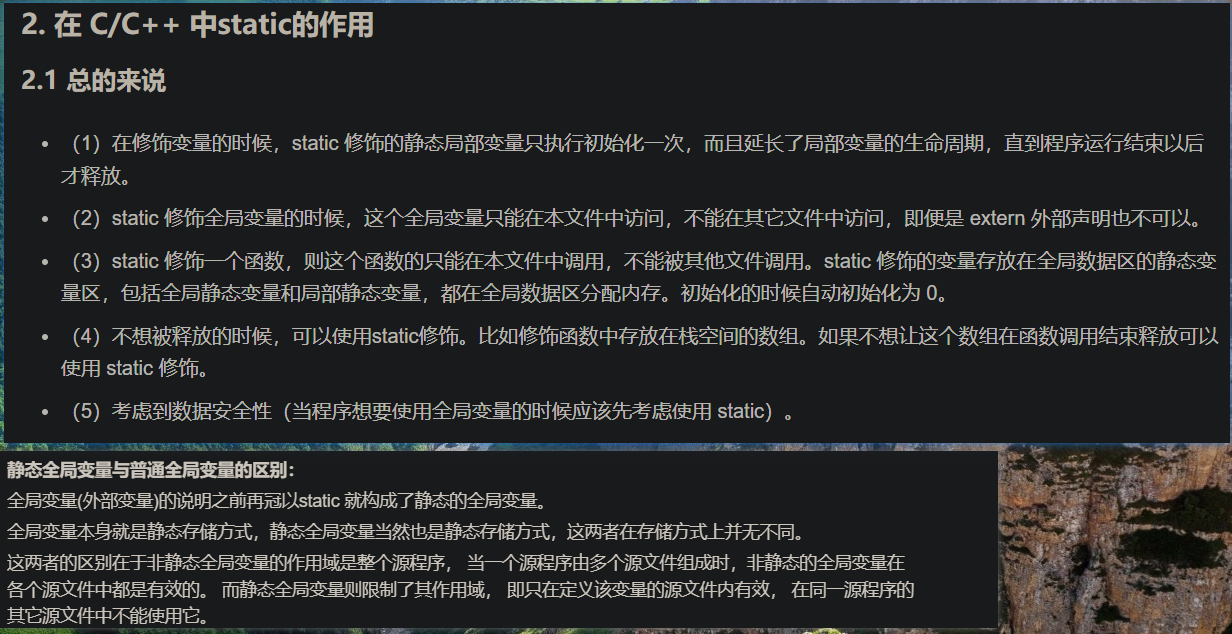 2. 在 C/C++ 中static的作用
2.1 总的来说
• （1）在修饰变量的时候，static 修饰的静态局部变量只执行初始化一次，而且延长了局部变量的生命周期，直到程序运行结束以后
才释放。
• （2）static 修饰全局变量的时候，这个全局变量只能在本文件中访问，不能在其它文件中访问，即便是 extern 外部声明也不可以。
• （3）static 修饰一个函数，则这个函数的只能在本文件中调用，不能被其他文件调用。static 修饰的变量存放在全局数据区的静态变
量区，包括全局静态变量和局部静态变量，都在全局数据区分配内存。初始化的时候自动初始化为 0。
• （4）不想被释放的时候，可以使用static修饰。比如修饰函数中存放在栈空间的数组。如果不想让这个数组在函数调用结束释放可以
使用 static 修饰。
• （5）考虑到数据安全性（当程序想要使用全局变量的时候应该先考虑使用 static）。
静态全局变量与普通全局变量的区别：
全局变量(外部变量)的说明之前再冠以static 就构成了静态的全局变量。
全局变量本身就是静态存储方式，静态全局变量当然也是静态存储方式，这两者在存储方式上并无不同。
这两者的区别在于非静态全局变量的作用域是整个源程序， 当一个源程序由多个源文件组成时，非静态的全局变量在
各个源文件中都是有效的。 而静态全局变量则限制了其作用域， 即只在定义该变量的源文件内有效， 在同一源程序的
其它源文件中不能使用它。